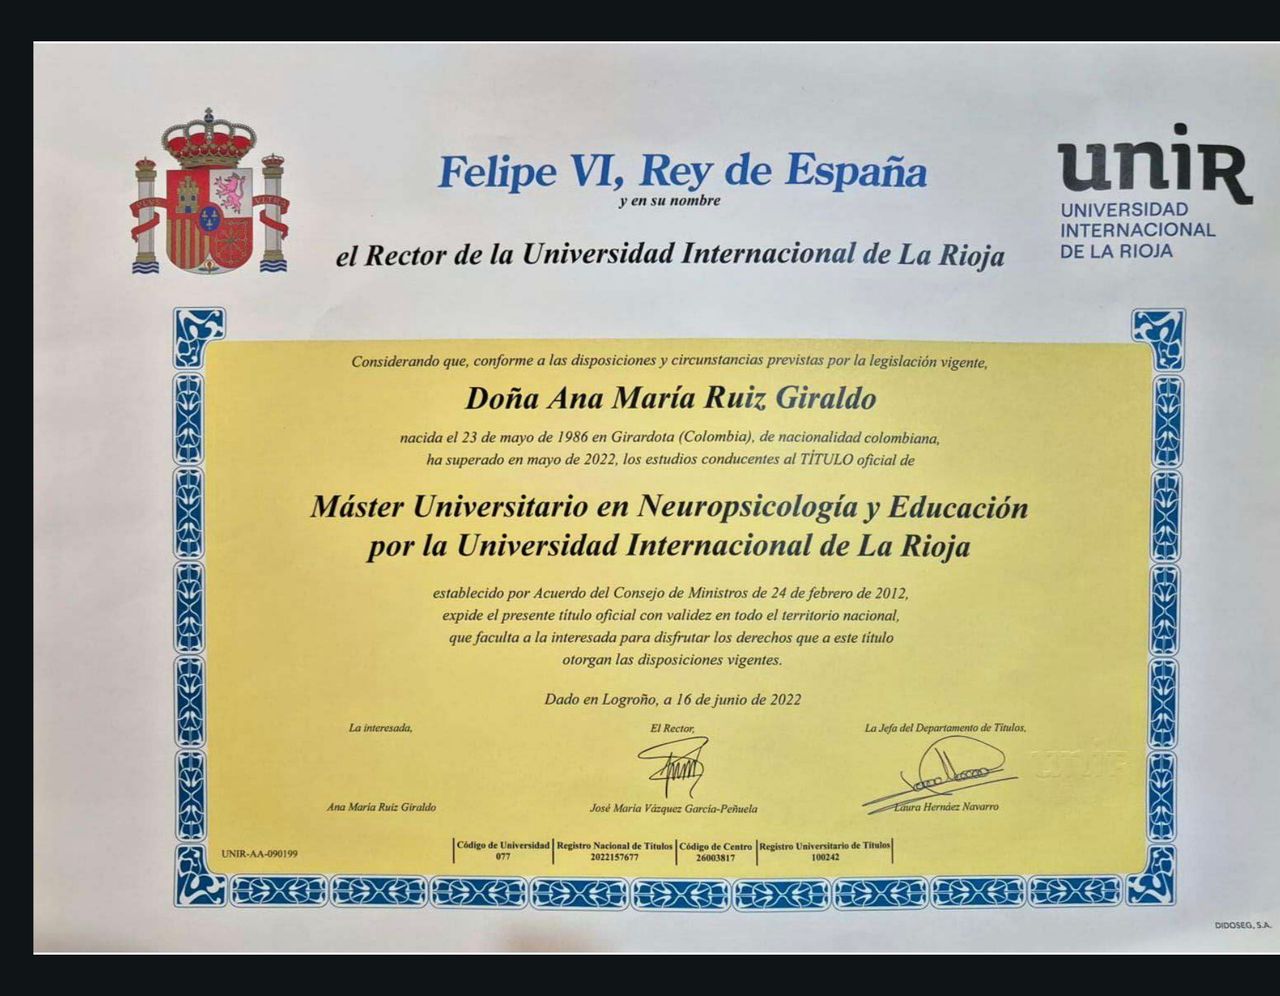 PLVS VLTRA
Felipe VI, Rey de España
y en su nombre
el Rector de la Universidad Internacional de La Rioja
unir
UNIVERSIDAD
INTERNACIONAL
DE LA RIOJA
Considerando que, conforme a las disposiciones y circunstancias previstas por la legislación vigente,
Doña Ana María Ruiz Giraldo
nacida el 23 de mayo de 1986 en Girardota (Colombia), de nacionalidad colombiana,
ha superado en mayo de 2022, los estudios conducentes al TÍTULO oficial de
Máster Universitario en Neuropsicología y Educación
por la Universidad Internacional de La Rioja
establecido por Acuerdo del Consejo de Ministros de 24 de febrero de 2012,
expide el presente título oficial con validez en todo el territorio nacional,
que faculta a la interesada para disfrutar los derechos que a este título
otorgan las disposiciones vigentes.
Dado en Logroño, a 16 de junio de 2022
La interesada, El Rector, La Jefa del Departamento de Títulos,
Ana María Ruiz Giraldo José María Vázquez García-Peñuela Laura Hernáez Navarro
UNIR-AA-090199
Código de Universidad Registro Nacional de Títulos Código de Centro Registro Universitario de Títulos
077 2022157677 26003817 100242
DIDOSEG, S.A.